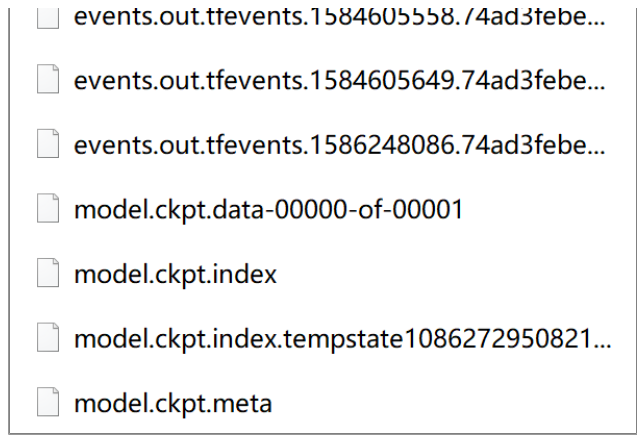 events.out.tfevents.1584605558.74ad3febe...
events.out.tfevents.1584605649.74ad3febe...
events.out.tfevents.1586248086.74ad3febe...
model.ckpt.data-00000-of-00001
model.ckpt.index
model.ckpt.index.tempstate1086272950821...
model.ckpt.meta